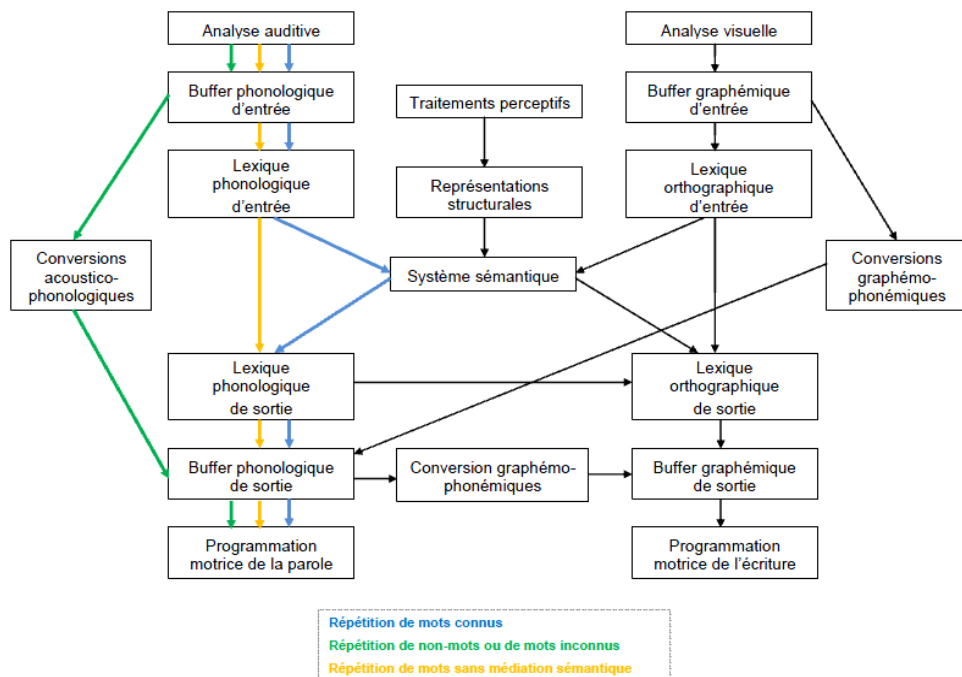 Analyse auditive
Analyse visuelle
Buffer phonologique
d'entrée
Traitements perceptifs
Buffer graphémique
d'entrée
Lexique
phonologique
d'entrée
Représentations
structurales
Lexique
orthographique
d'entrée
Conversions
acoustico-
phonologiques
Système sémantique
Conversions
graphémo-
phonémiques
Lexique
phonologique
de sortie
Lexique
orthographique
de sortie
Buffer phonologique
de sortie
Conversion graphémo-
phonémiques
Buffer graphémique
de sortie
Programmation
motrice de la parole
Programmation
motrice de l'écriture
Répétition de mots connus
Répétition de non-mots ou de mots inconnus
Répétition de mots sans médiation sémantique